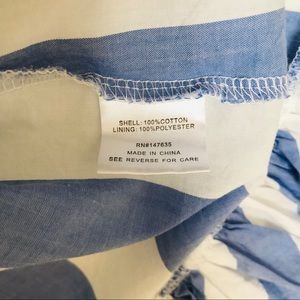 SHELL: 100%COTTON
LINING: 100%POLYESTER
RN#147635
MADE IN CHINA
SEE REVERSE FOR CARE